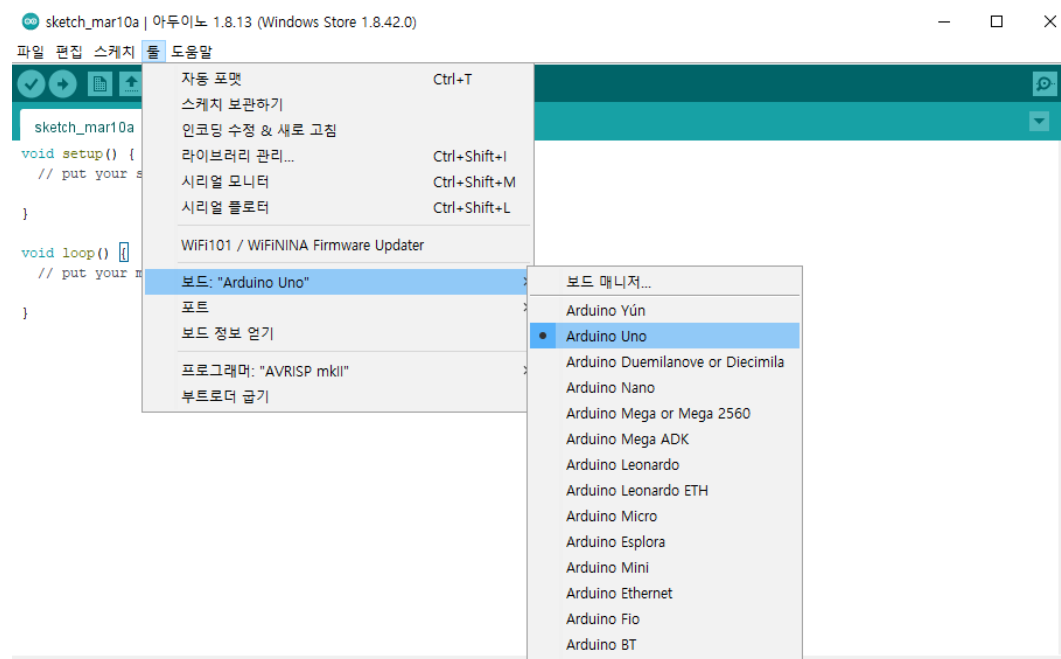 sketch_mar10a | 아두이노 1.8.13 (Windows Store 1.8.42.0)
파일 편집 스케치 툴 도움말
sketch_mar10a
void setup() {
// put your s
}
void loop() {
// put your m
}
자동 포맷 Ctrl+T
스케치 보관하기
인코딩 수정 & 새로 고침
라이브러리 관리... Ctrl+Shift+I
시리얼 모니터 Ctrl+Shift+M
시리얼 플로터 Ctrl+Shift+L
WiFi101 / WiFiNINA Firmware Updater
보드: "Arduino Uno"
포트
보드 정보 얻기
프로그래머: "AVRISP mkII"
부트로더 굽기
보드 매니저...
Arduino Yún
Arduino Uno
Arduino Duemilanove or Diecimila
Arduino Nano
Arduino Mega or Mega 2560
Arduino Mega ADK
Arduino Leonardo
Arduino Leonardo ETH
Arduino Micro
Arduino Esplora
Arduino Mini
Arduino Ethernet
Arduino Fio
Arduino BT